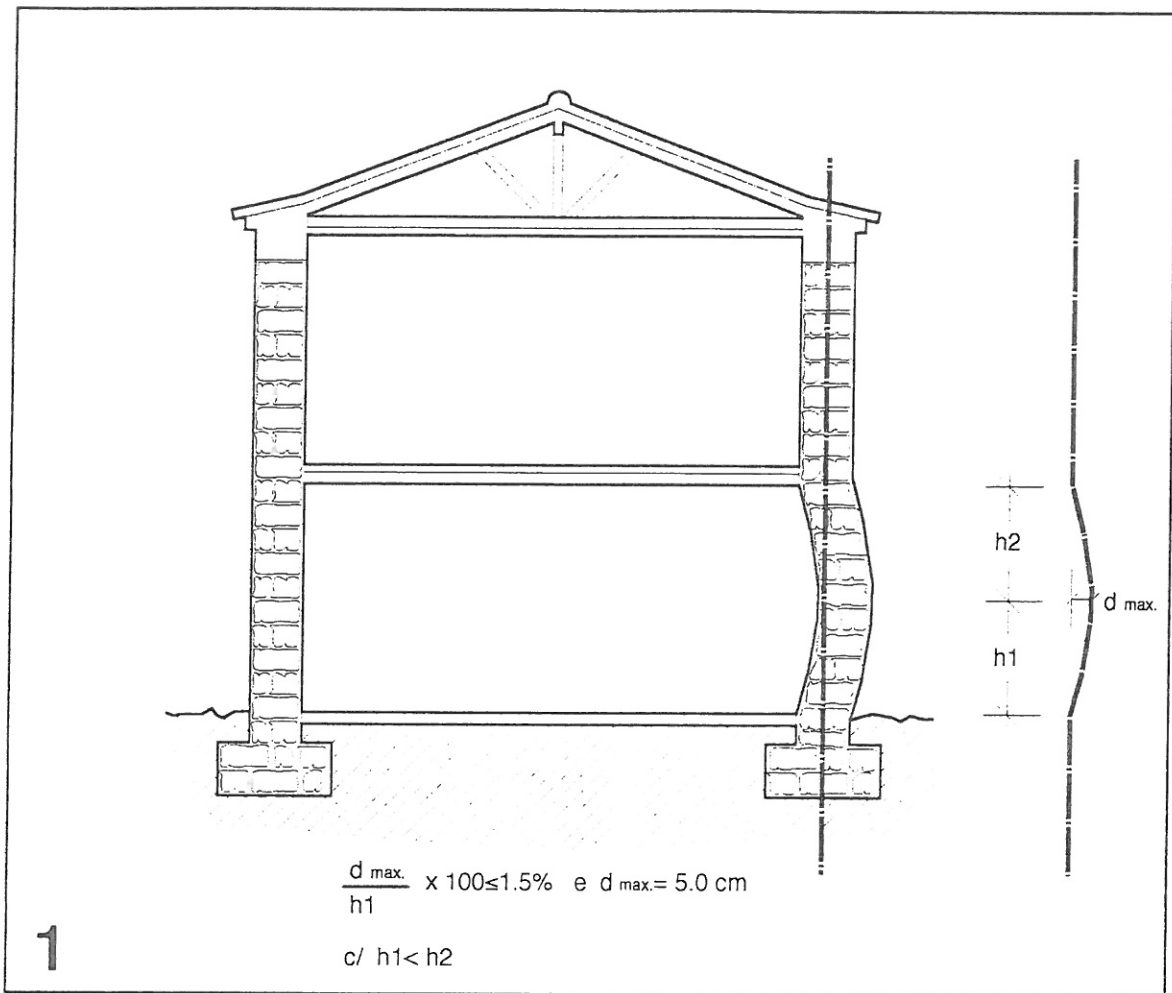 h2
d max.
h1
d max.
h1
x 100≤1.5% e d max.= 5.0 cm
c/ h1< h2
1